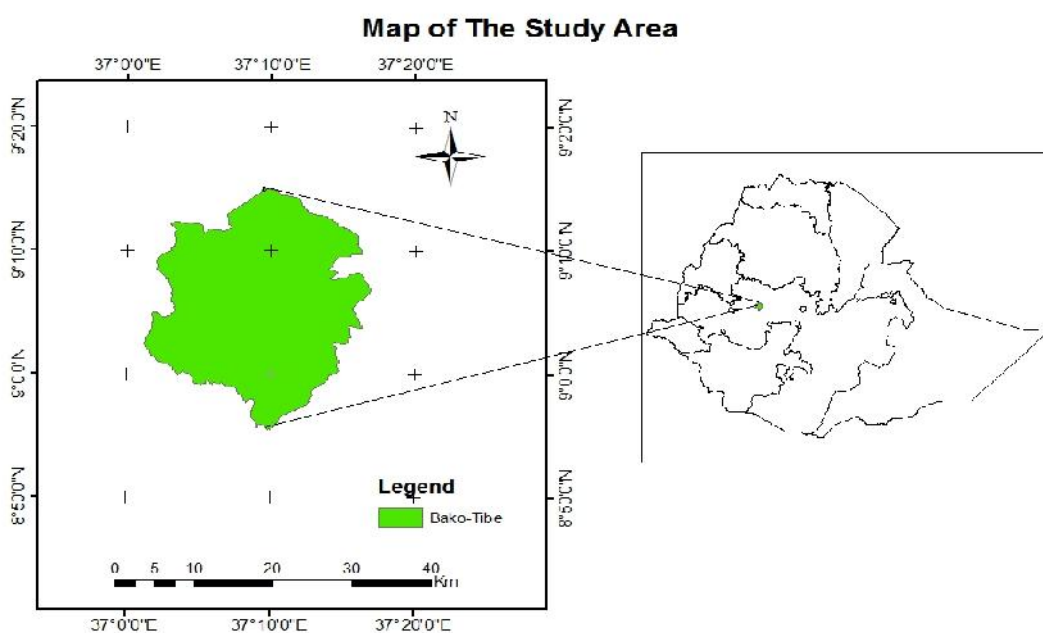 Map of The Study Area
37°0'0"E 37°10'0"E 37°20'0"E
N
9°20'0"N 9°20'0"N
9°10'0"N 9°10'0"N
9°0'0"N 9°0'0"N
8°50'0"N 8°50'0"N
Legend
Bako-Tibe
0 5 10 20 30 40
Km
37°0'0"E 37°10'0"E 37°20'0"E